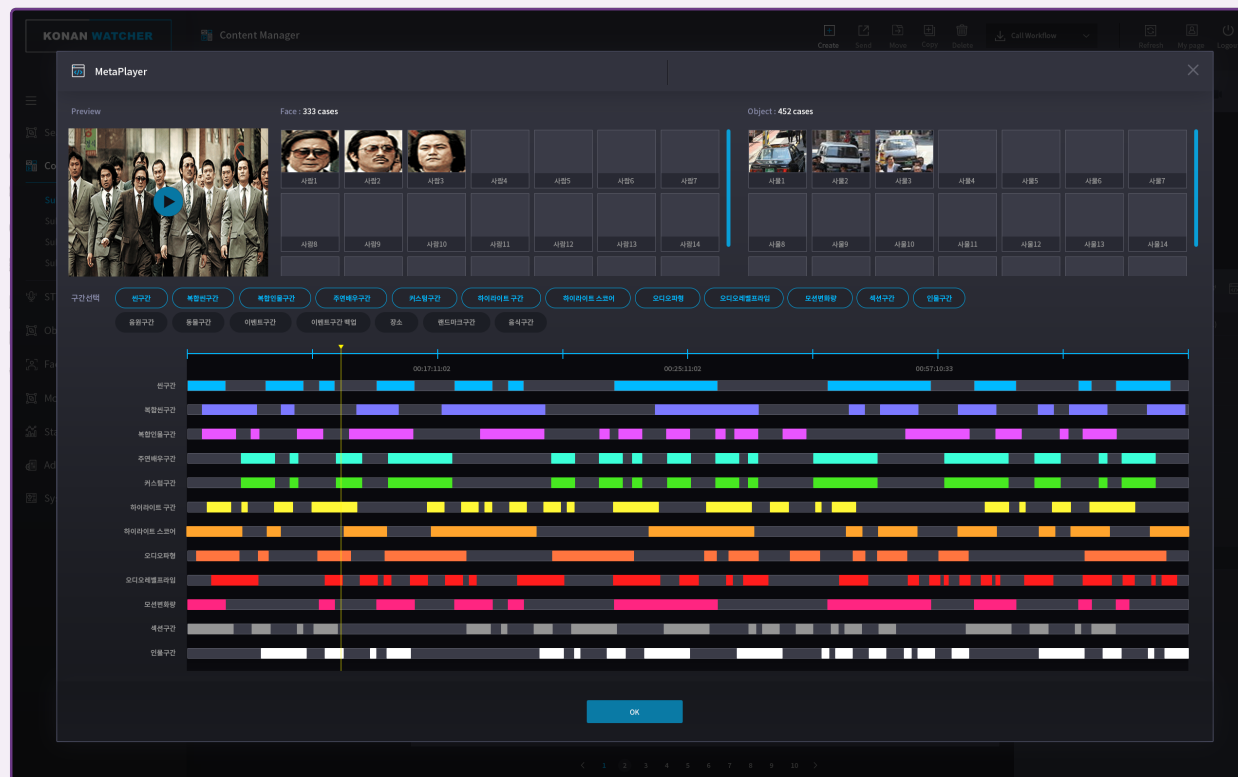 KONAN WATCHER
Content Manager
Create Send Move Copy Delete
Call Workflow
Refresh My page
MetaPlayer
Preview
Face : 333 cases
Object : 452 cases
사람1 사람2 사람3 사람4 사람5 사람6 사람7
사물1 사물2 사물3 사물4 사물5 사물6 사물7
사람8 사람9 사람10 사람11 사람12 사람13 사람14
사물8 사물9 사물10 사물11 사물12 사물13 사물14
구간선택
씬구간 복합씬구간 복합인물구간 주연배우구간 커스텀구간 하이라이트 구간 하이라이트 스코어 오디오파형 오디오레벨프라임 모션변화량 섹션구간 인물구간
음원구간 동물구간 이벤트구간 이벤트구간 백업 장소 랜드마크구간 음식구간
00:17:11:02 00:25:11:02 00:57:10:33
씬구간
복합씬구간
복합인물구간
주연배우구간
커스텀구간
하이라이트 구간
하이라이트 스코어
오디오파형
오디오레벨프라임
모션변화량
섹션구간
인물구간
OK
1 2 3 4 5 6 7 8 9 10